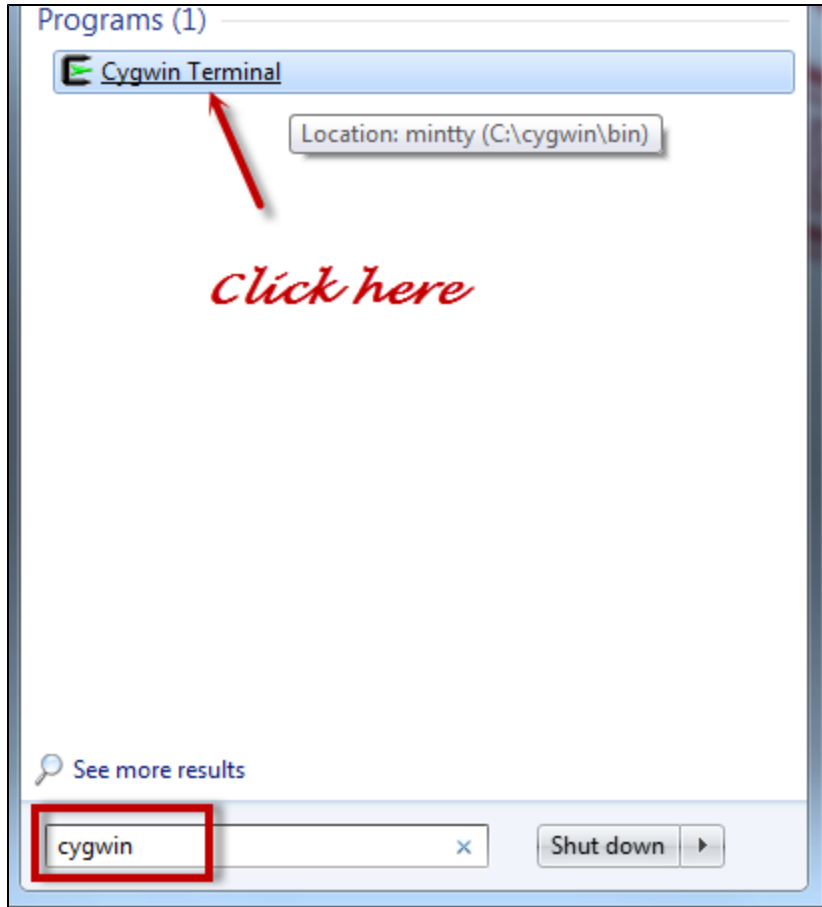 Programs (1)
Cygwin Terminal
Location: mintty (C:\cygwin\bin)
Click here
See more results
cygwin
Shut down